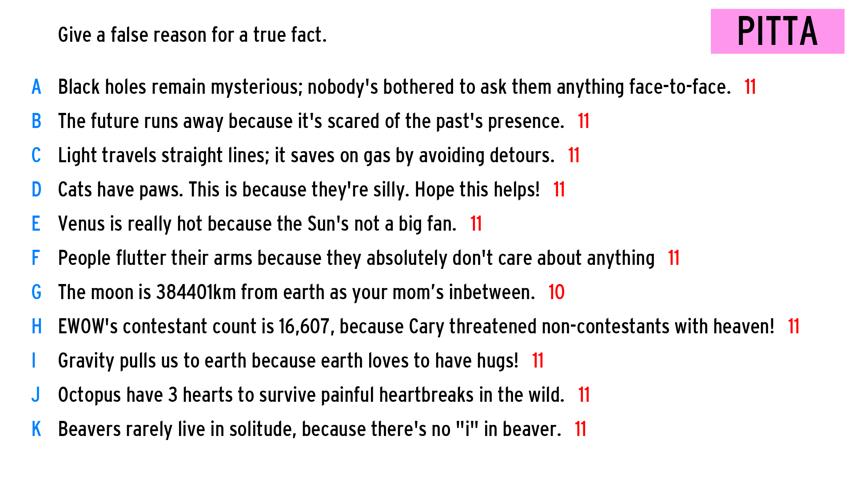 Give a false reason for a true fact.
PITTA
A Black holes remain mysterious; nobody's bothered to ask them anything face-to-face. 11
B The future runs away because it's scared of the past's presence. 11
C Light travels straight lines; it saves on gas by avoiding detours. 11
D Cats have paws. This is because they're silly. Hope this helps! 11
E Venus is really hot because the Sun's not a big fan. 11
F People flutter their arms because they absolutely don't care about anything 11
G The moon is 384401km from earth as your mom’s inbetween. 10
H EWOW's contestant count is 16,607, because Cary threatened non-contestants with heaven! 11
I Gravity pulls us to earth because earth loves to have hugs! 11
J Octopus have 3 hearts to survive painful heartbreaks in the wild. 11
K Beavers rarely live in solitude, because there's no "i" in beaver. 11